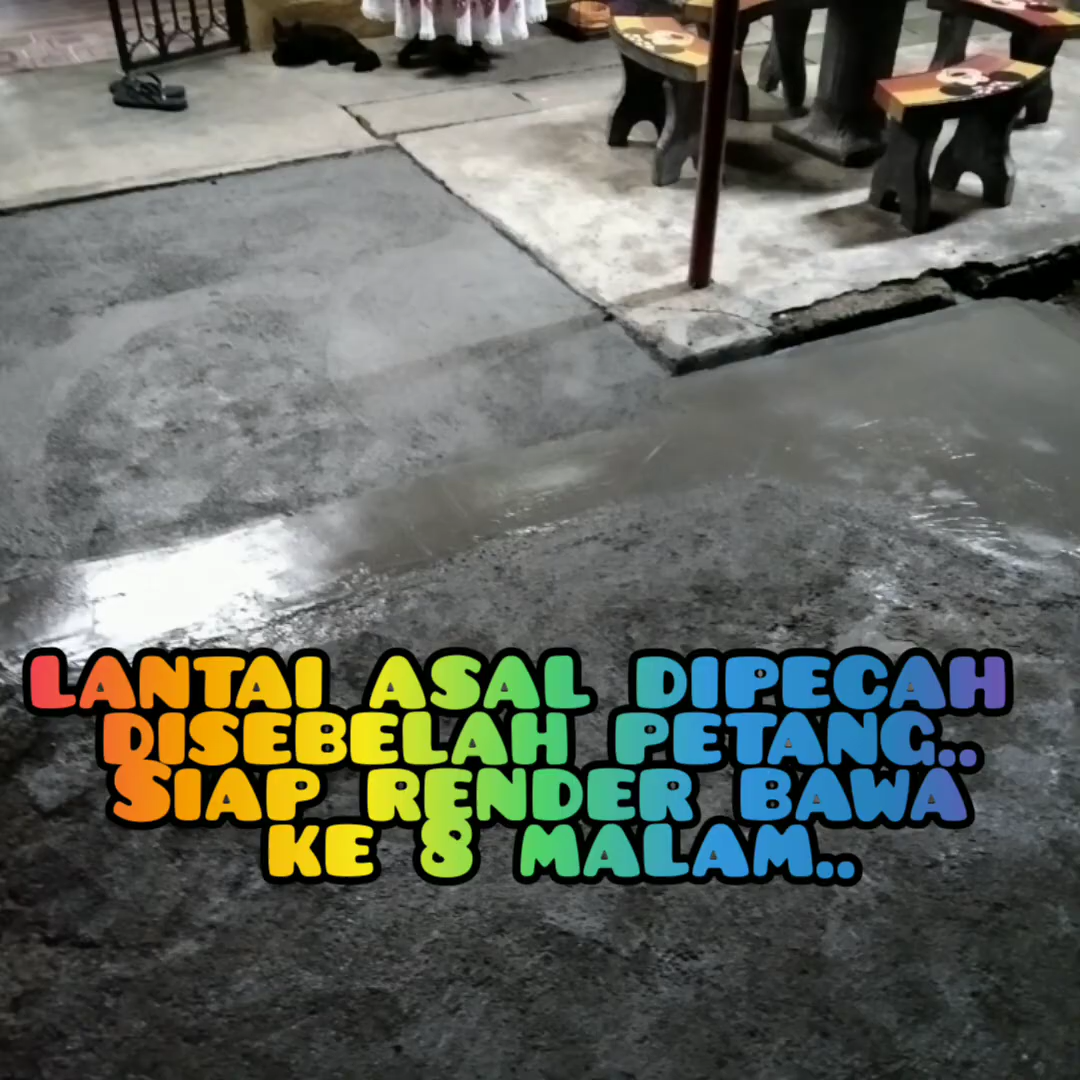 LANTAI ASAL DIPECAH
DISEBELAH PETANG..
SIAP RENDER BAWA
KE 8 MALAM..